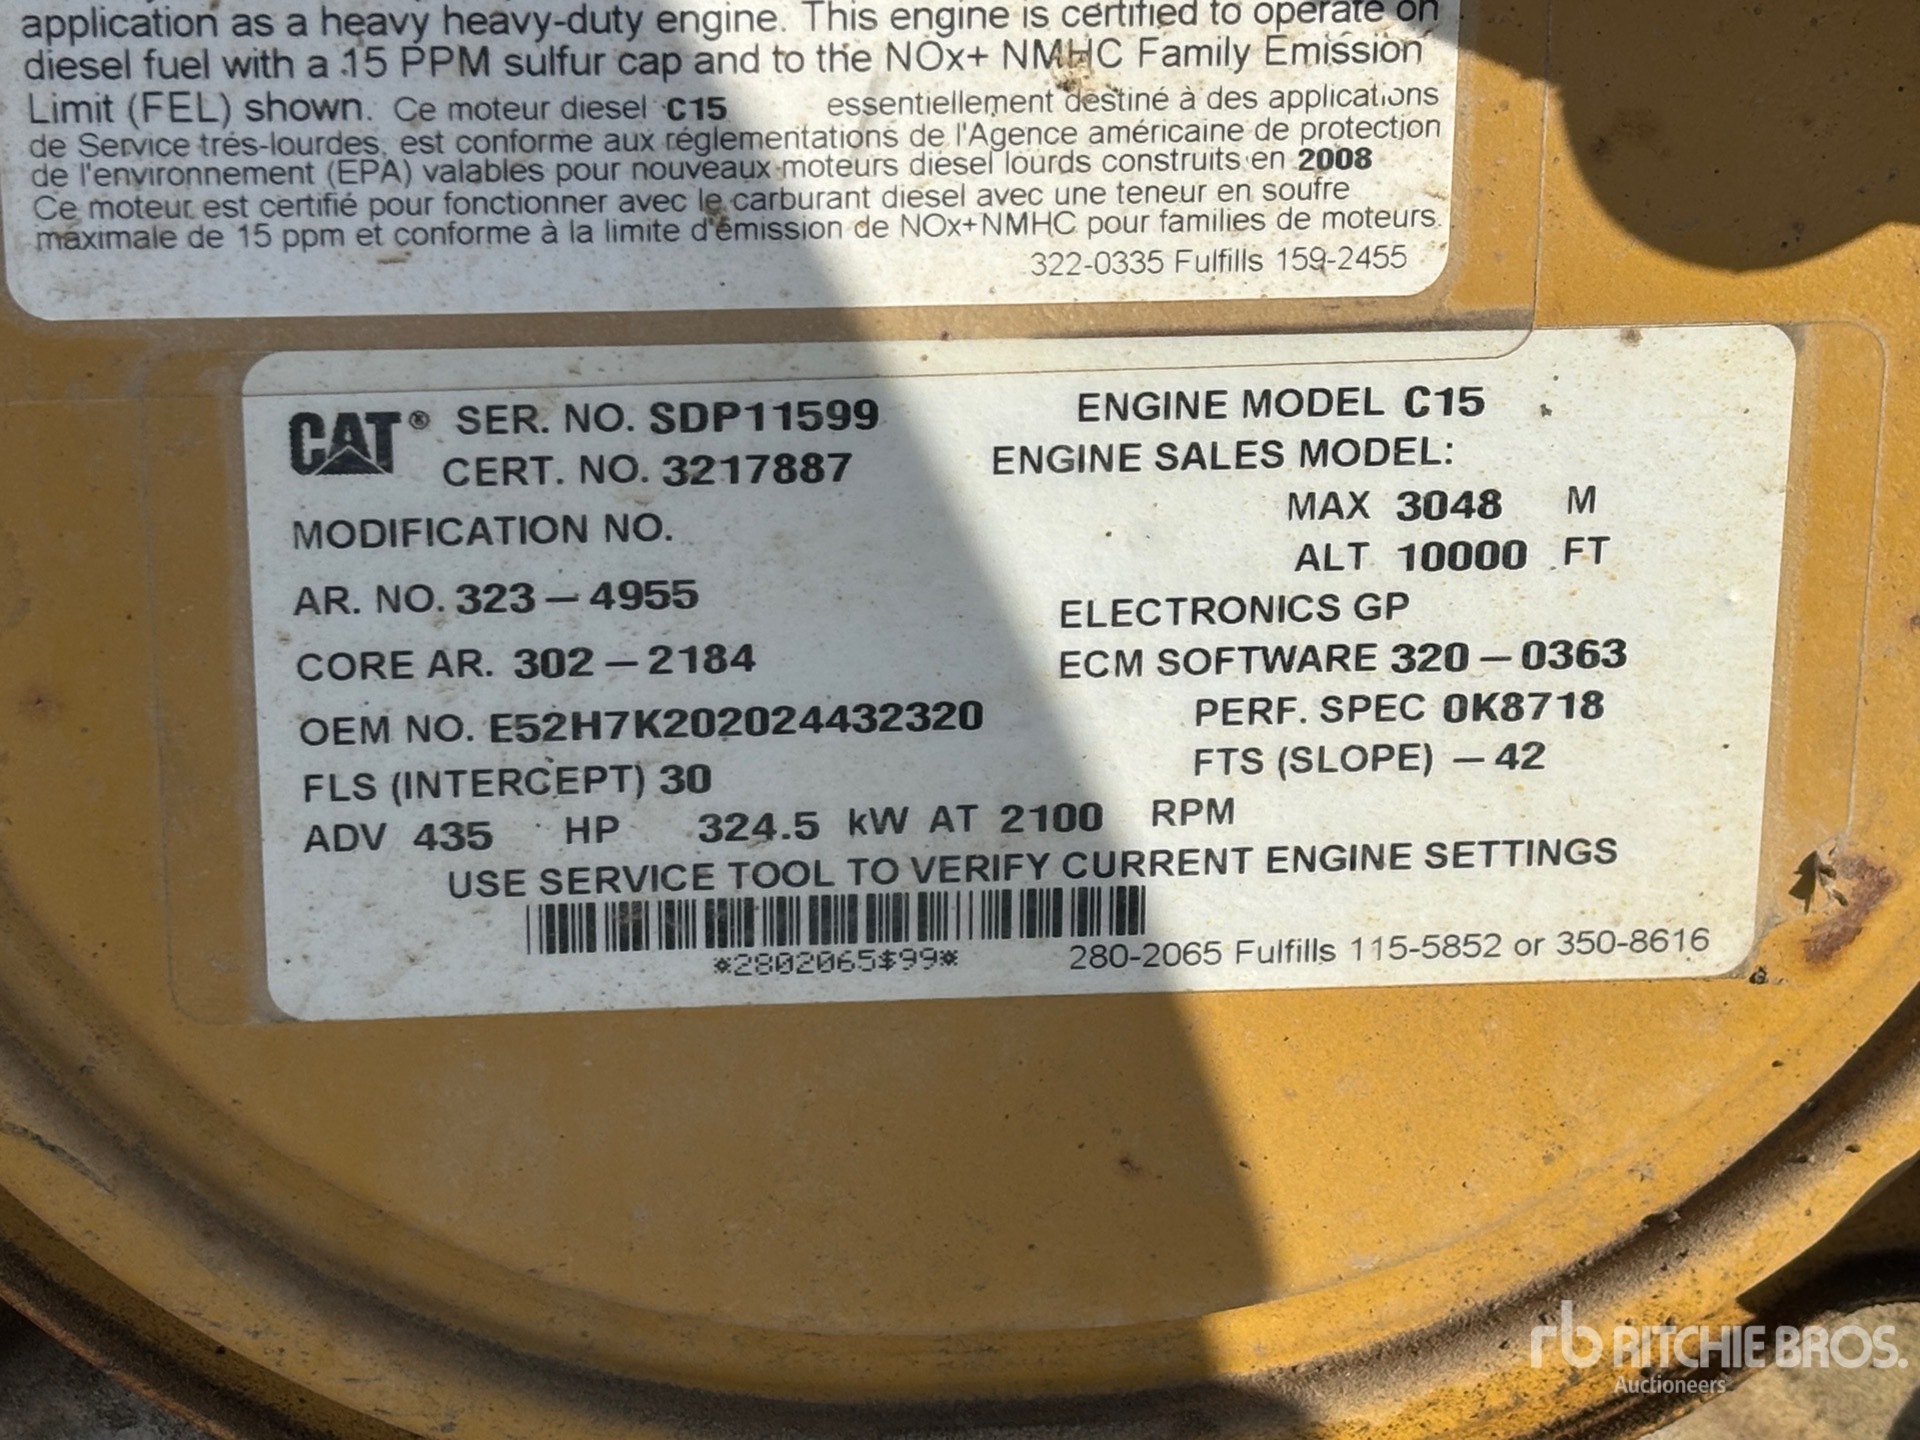 application as a heavy heavy-duty engine. This engine is certified to operate on
diesel fuel with a 15 PPM sulfur cap and to the NOx+ NMHC Family Emission
Limit (FEL) shown. Ce moteur diesel C15 essentiellement destiné à des applications
de Service trés-lourdes, est conforme aux réglementations de l'Agence américaine de protection
de l'environnement (EPA) valables pour nouveaux moteurs diesel lourds construits en 2008
Ce moteur est certifié pour fonctionner avec le carburant diesel avec une teneur en soufre
maximale de 15 ppm et conforme à la limite d'émission de NOx+NMHC pour familles de moteurs.
322-0335 Fulfills 159-2455
CAT® SER. NO. SDP11599 ENGINE MODEL C15
CERT. NO. 3217887 ENGINE SALES MODEL:
MAX 3048 M
MODIFICATION NO.
ALT 10000 FT
AR. NO. 323-4955 ELECTRONICS GP
CORE AR. 302-2184 ECM SOFTWARE 320-0363
OEM NO. E52H7K202024432320 PERF. SPEC 0K8718
FLS (INTERCEPT) 30 FTS (SLOPE) -42
ADV 435 HP 324.5 kW AT 2100 RPM
USE SERVICE TOOL TO VERIFY CURRENT ENGINE SETTINGS
*2802065$99* 280-2065 Fulfills 115-5852 or 350-8616
rb RITCHIE BROS.
Auctioneers